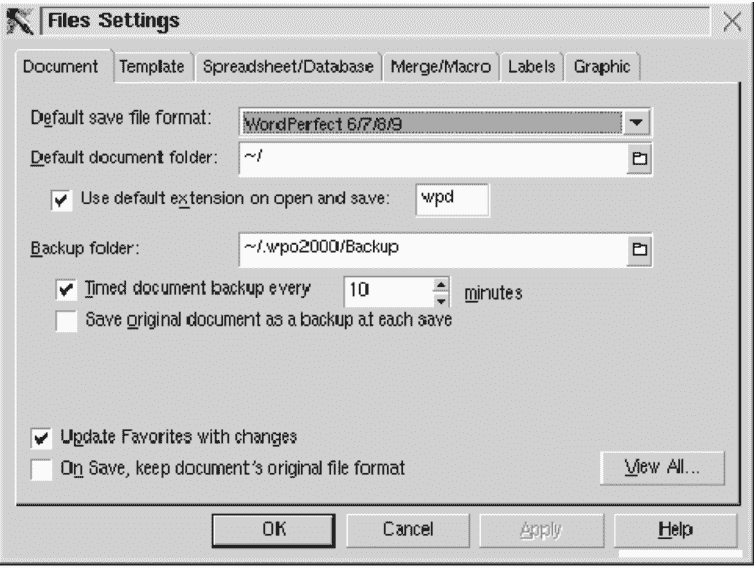 Files Settings
Document Template Spreadsheet/Database Merge/Macro Labels Graphic
Default save file format: WordPerfect 6/7/8/9
Default document folder: ~/
Use default extension on open and save: wpd
Backup folder: ~/.wpo2000/Backup
Timed document backup every 10 minutes
Save original document as a backup at each save
Update Favorites with changes
On Save, keep document's original file format
View All...
OK Cancel Apply Help